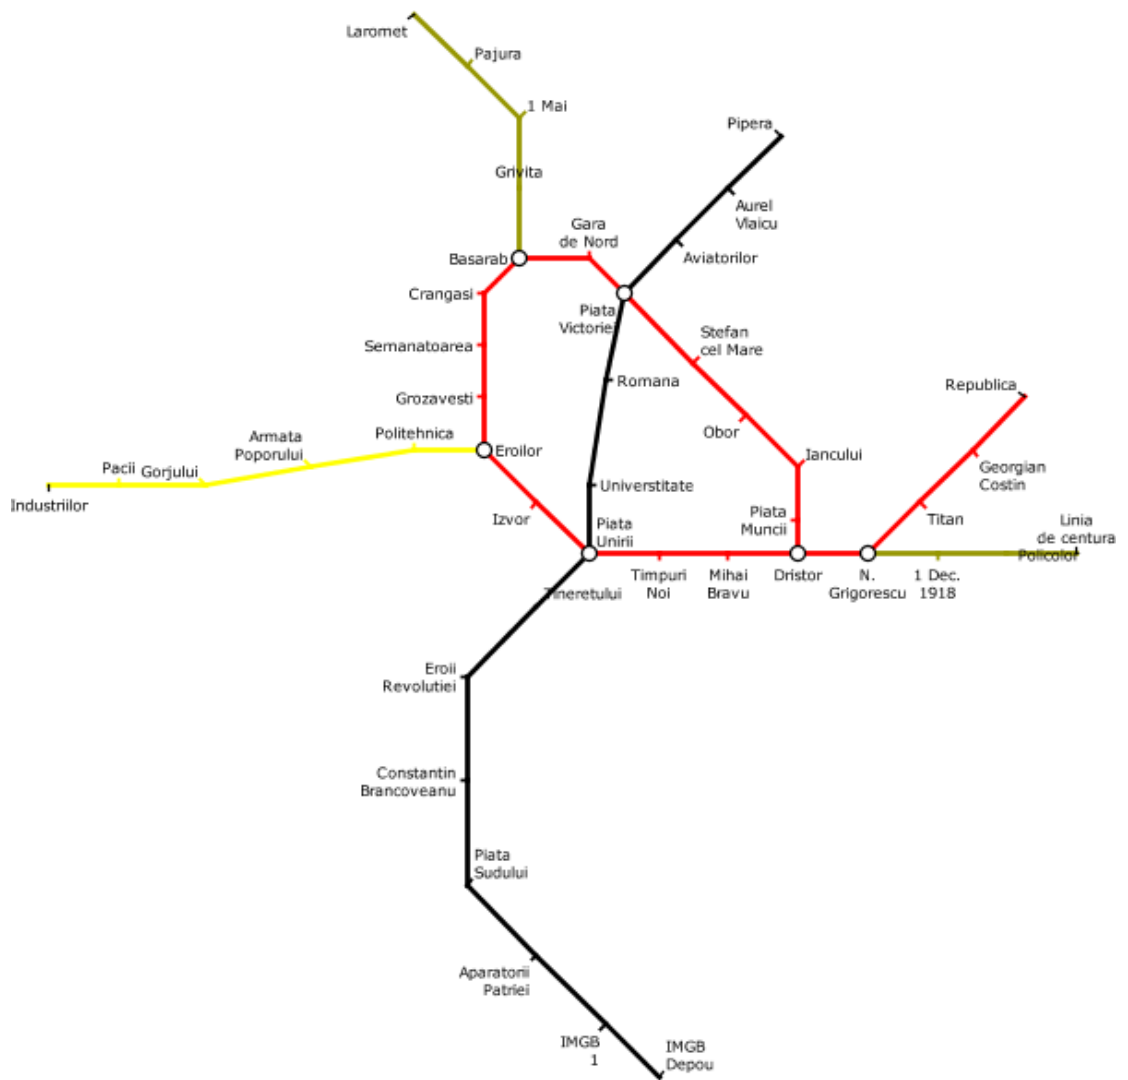 Laromet
Pajura
1 Mai
Pipera
Grivita
Aurel
Vlaicu
Gara
de Nord
Basarab
Aviatorilor
Crangasi
Piata
Victoriei
Stefan
cel Mare
Semanatoarea
Romana
Republica
Grozavesti
Obor
Armata
Poporului
Politehnica
Eroilor
Iancului
Pacii
Gorjului
Georgian
Costin
Industriilor
Universtitate
Izvor
Piata
Unirii
Piata
Muncii
Titan
Linia
de centura
Policolor
Tineretului
Timpuri
Noi
Mihai
Bravu
Dristor
N.
Grigorescu
1 Dec.
1918
Eroii
Revolutiei
Constantin
Brancoveanu
Piata
Sudului
Aparatorii
Patriei
IMGB
1
IMGB
Depou